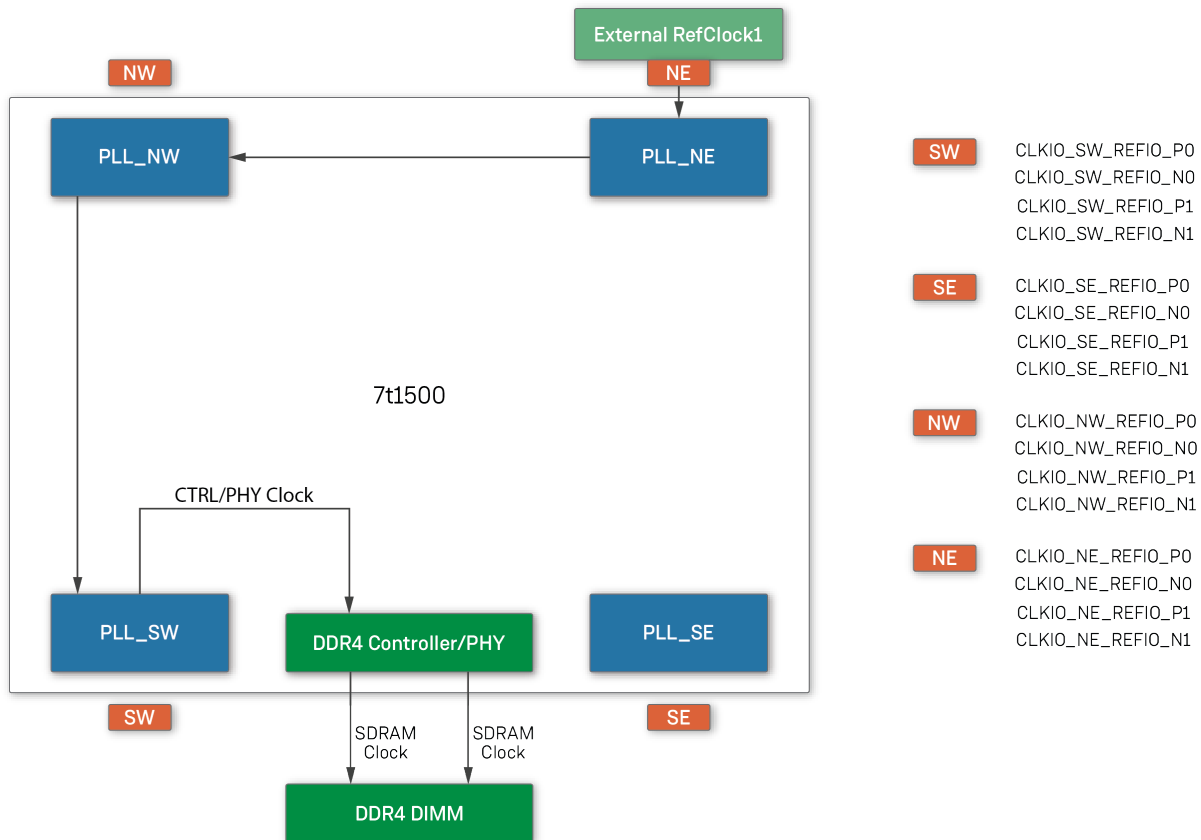 External RefClock1
NW
NE
PLL_NW
PLL_NE
7t1500
CTRL/PHY Clock
PLL_SW
DDR4 Controller/PHY
PLL_SE
SW
SE
SDRAM
Clock
SDRAM
Clock
DDR4 DIMM
SW
CLKIO_SW_REFIO_P0
CLKIO_SW_REFIO_N0
CLKIO_SW_REFIO_P1
CLKIO_SW_REFIO_N1
SE
CLKIO_SE_REFIO_P0
CLKIO_SE_REFIO_N0
CLKIO_SE_REFIO_P1
CLKIO_SE_REFIO_N1
NW
CLKIO_NW_REFIO_P0
CLKIO_NW_REFIO_N0
CLKIO_NW_REFIO_P1
CLKIO_NW_REFIO_N1
NE
CLKIO_NE_REFIO_P0
CLKIO_NE_REFIO_N0
CLKIO_NE_REFIO_P1
CLKIO_NE_REFIO_N1